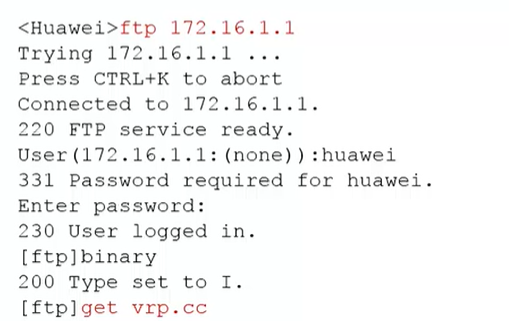 <Huawei>ftp 172.16.1.1
Trying 172.16.1.1 ...
Press CTRL+K to abort
Connected to 172.16.1.1.
220 FTP service ready.
User(172.16.1.1:(none)):huawei
331 Password required for huawei.
Enter password:
230 User logged in.
[ftp]binary
200 Type set to I.
[ftp]get vrp.cc